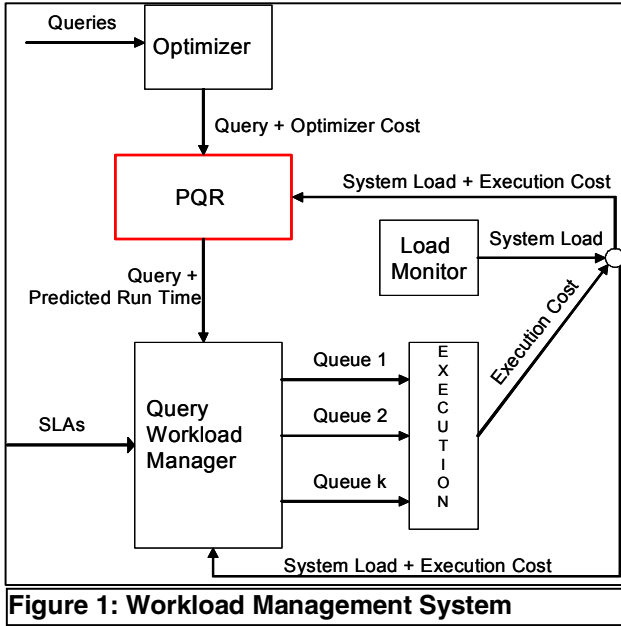 Queries
Optimizer
Query + Optimizer Cost
PQR
System Load + Execution Cost
Load
Monitor
System Load
Query +
Predicted Run Time
Execution Cost
SLAs
Query
Workload
Manager
Queue 1
Queue 2
Queue k
E
X
E
C
U
T
I
O
N
System Load + Execution Cost
Figure 1: Workload Management System